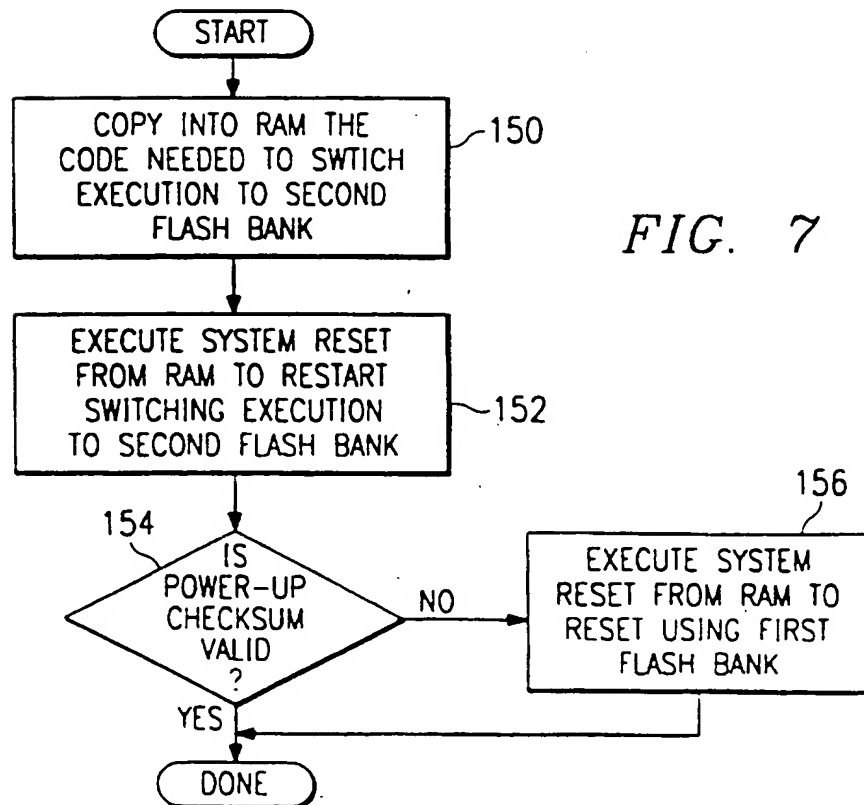 START
COPY INTO RAM THE
CODE NEEDED TO SWTICH
EXECUTION TO SECOND
FLASH BANK
150
FIG. 7
EXECUTE SYSTEM RESET
FROM RAM TO RESTART
SWITCHING EXECUTION
TO SECOND FLASH BANK
152
154
IS
POWER-UP
CHECKSUM
VALID
?
NO
156
EXECUTE SYSTEM
RESET FROM RAM TO
RESET USING FIRST
FLASH BANK
YES
DONE